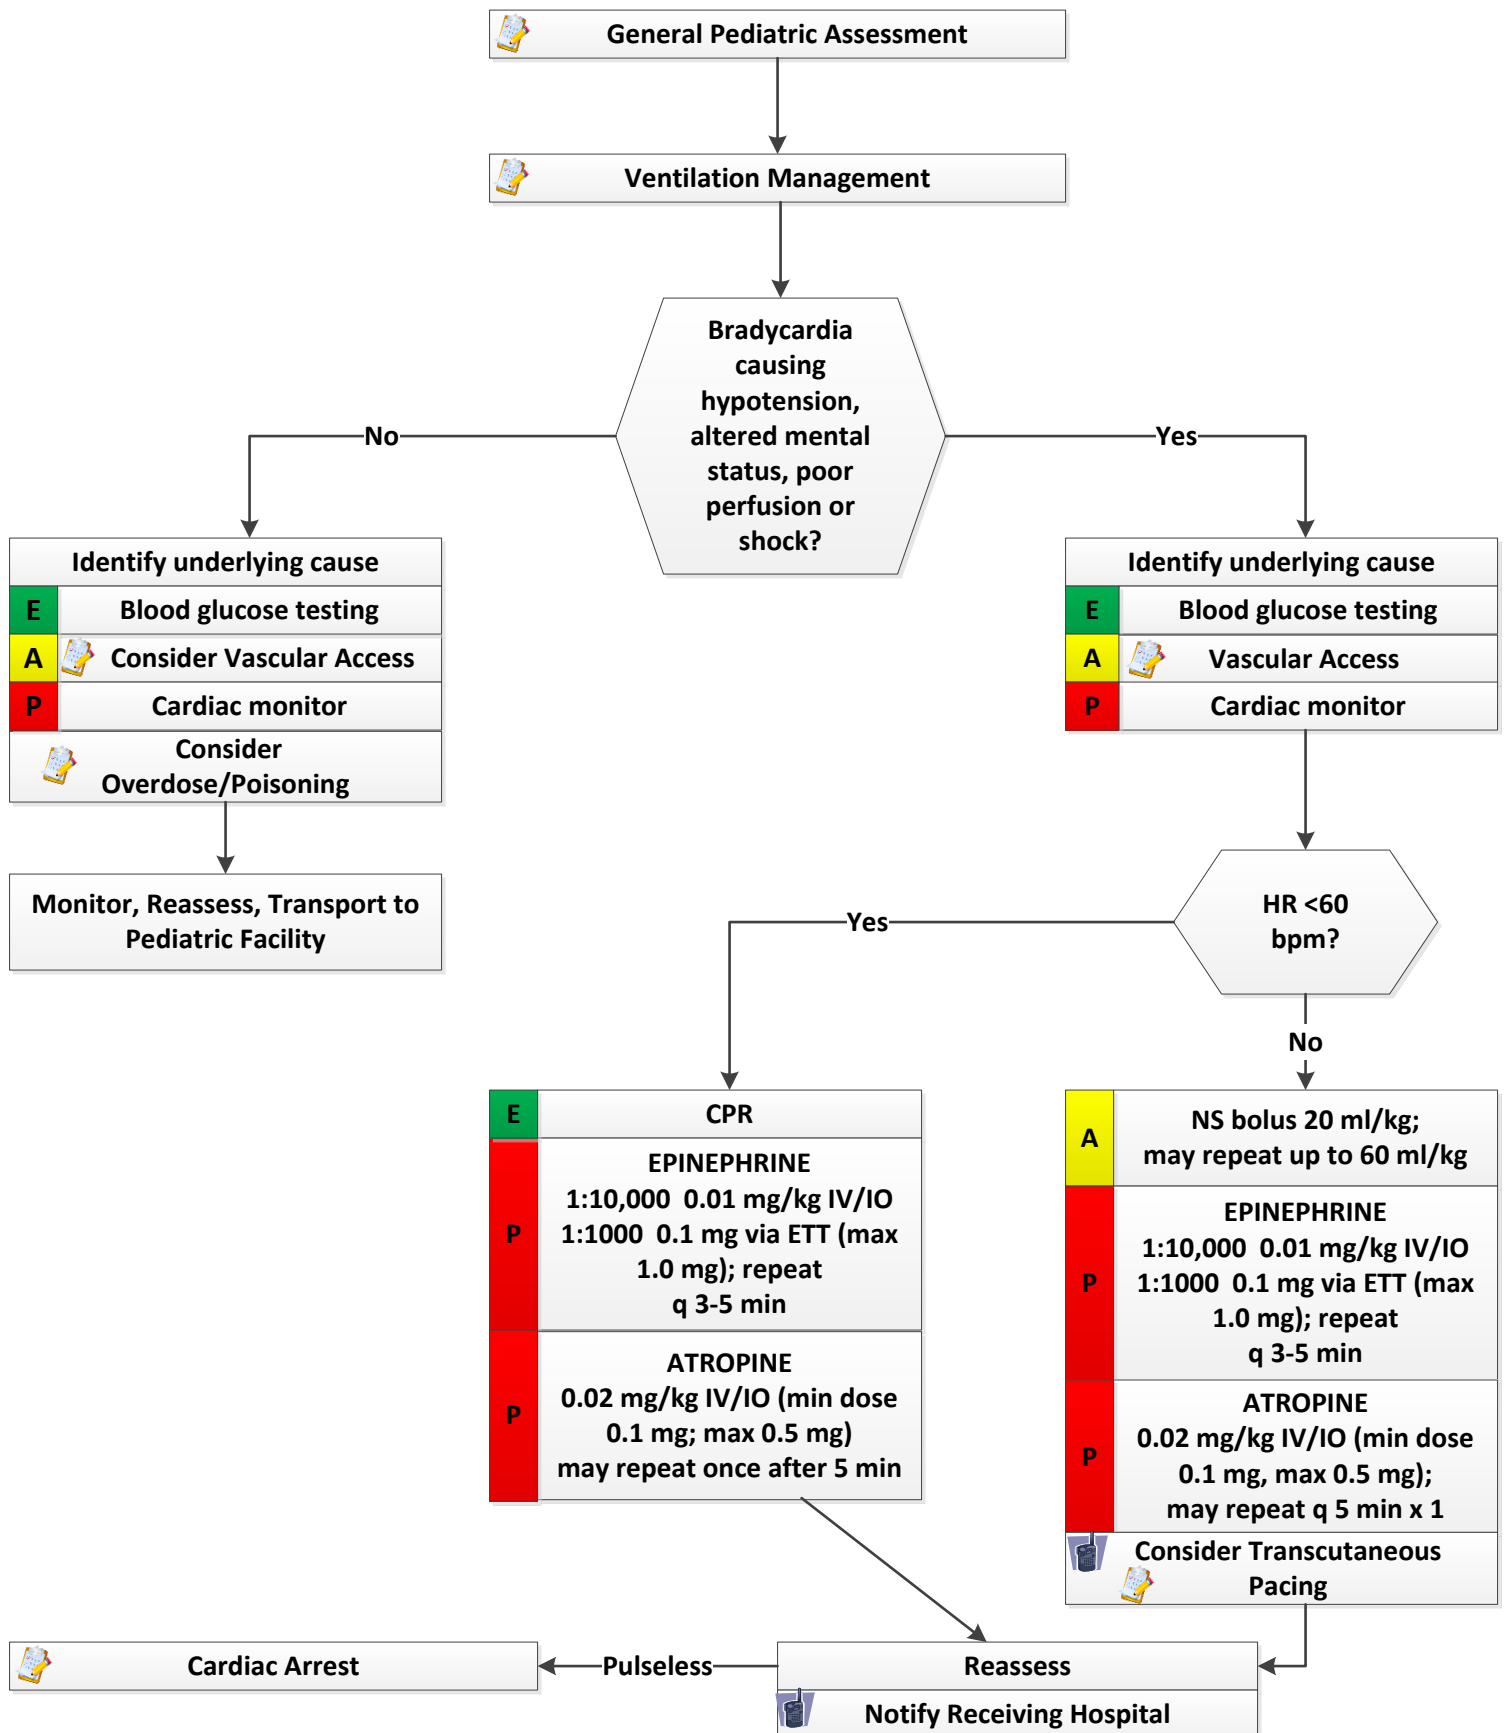 General Pediatric Assessment
Ventilation Management
Bradycardia
causing
hypotension,
altered mental
status, poor
perfusion or
shock?
No
Yes
Identify underlying cause
E Blood glucose testing
A Consider Vascular Access
P Cardiac monitor
Consider
Overdose/Poisoning
Monitor, Reassess, Transport to
Pediatric Facility
Identify underlying cause
E Blood glucose testing
A Vascular Access
P Cardiac monitor
HR <60
bpm?
Yes
No
E CPR
P
EPINEPHRINE
1:10,000 0.01 mg/kg IV/IO
1:1000 0.1 mg via ETT (max
1.0 mg); repeat
q 3-5 min
P
ATROPINE
0.02 mg/kg IV/IO (min dose
0.1 mg; max 0.5 mg)
may repeat once after 5 min
A
NS bolus 20 ml/kg;
may repeat up to 60 ml/kg
P
EPINEPHRINE
1:10,000 0.01 mg/kg IV/IO
1:1000 0.1 mg via ETT (max
1.0 mg); repeat
q 3-5 min
P
ATROPINE
0.02 mg/kg IV/IO (min dose
0.1 mg, max 0.5 mg);
may repeat q 5 min x 1
Consider Transcutaneous
Pacing
Reassess
Notify Receiving Hospital
Pulseless
Cardiac Arrest